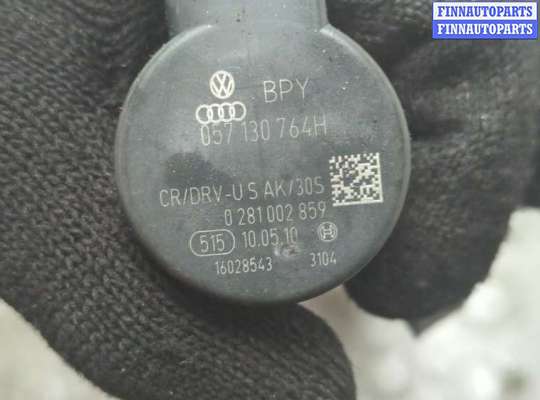 FINNAUTOPARTS
FINNAUTOPARTS
BPY
057 130 764H
CR/DRV-U S AK/30S
0 281 002 859
515 10.05.10
16028543 3104